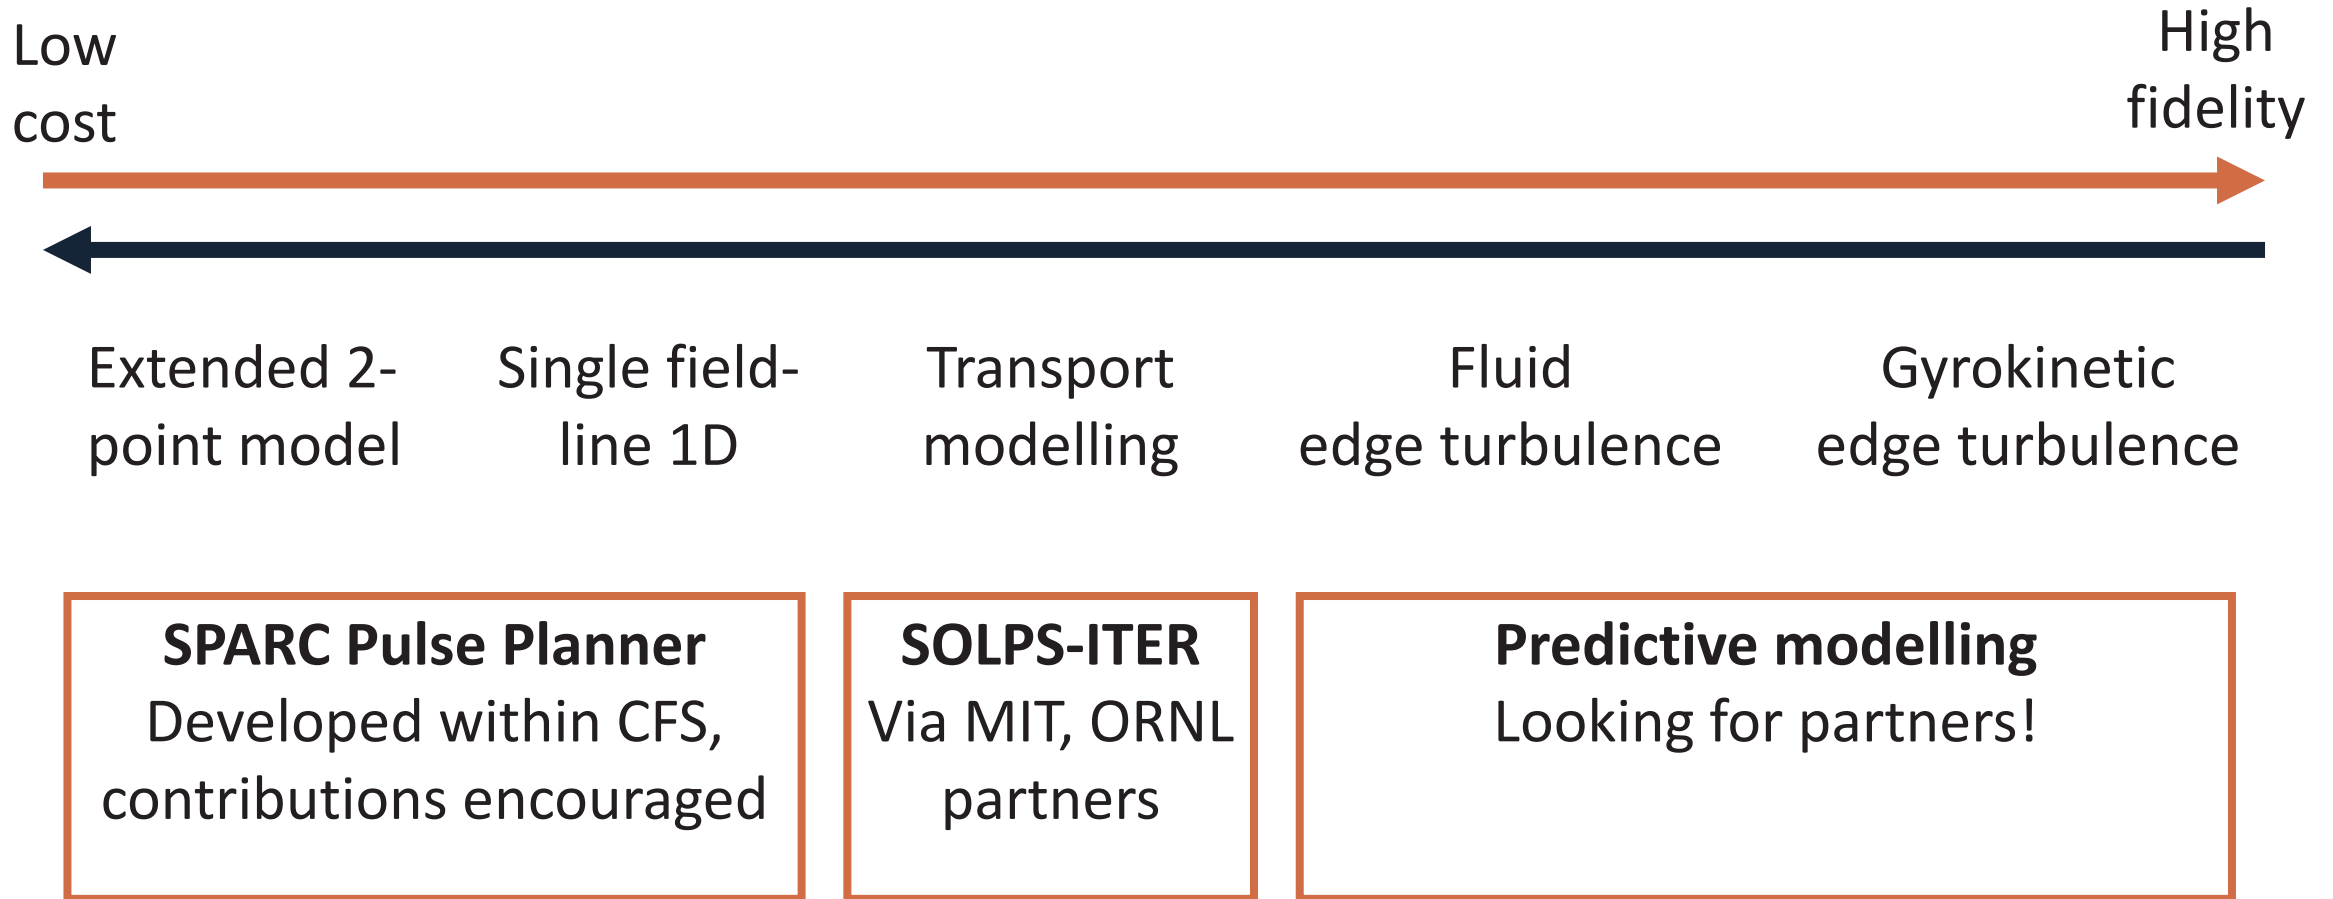 Low
cost
High
fidelity
Extended 2-
point model
Single field-
line 1D
Transport
modelling
Fluid
edge turbulence
Gyrokinetic
edge turbulence
SPARC Pulse Planner
Developed within CFS,
contributions encouraged
SOLPS-ITER
Via MIT, ORNL
partners
Predictive modelling
Looking for partners!